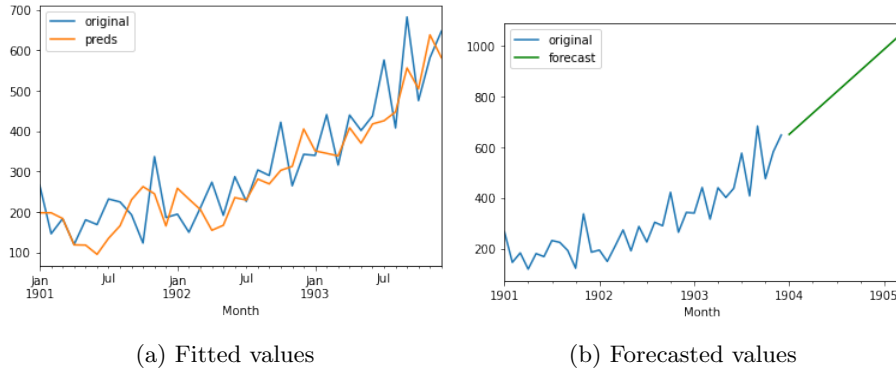 700
600
500
400
300
200
100
original
preds
Jan
1901
Jul
Jan
1902
Jul
Jan
1903
Jul
Month
(a) Fitted values
1000
800
600
400
200
original
forecast
1901
1902
1903
1904
1905
Month
(b) Forecasted values